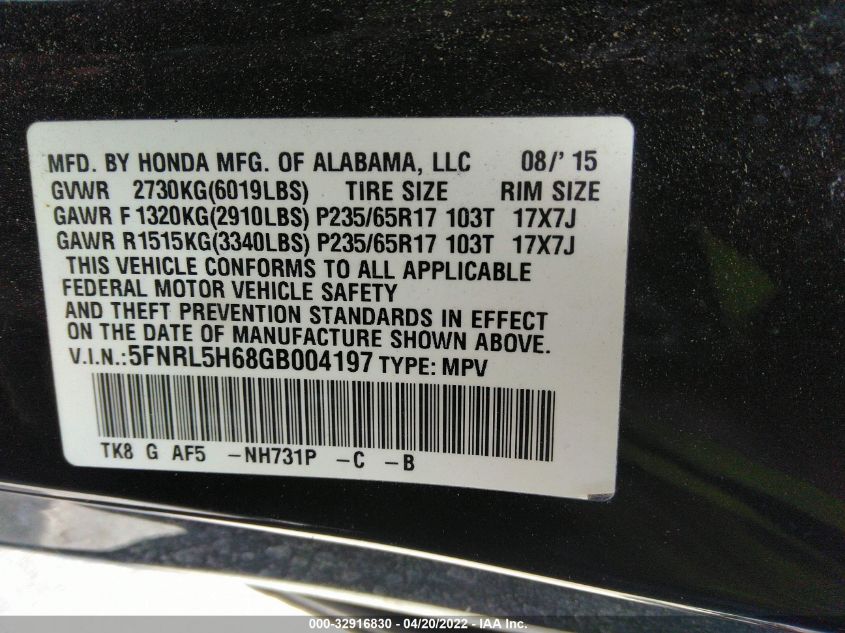 MFD. BY HONDA MFG. OF ALABAMA, LLC 08/' 15
GVWR 2730KG(6019LBS) TIRE SIZE RIM SIZE
GAWR F 1320KG(2910LBS) P235/65R17 103T 17X7J
GAWR R1515KG(3340LBS) P235/65R17 103T 17X7J
THIS VEHICLE CONFORMS TO ALL APPLICABLE
FEDERAL MOTOR VEHICLE SAFETY
AND THEFT PREVENTION STANDARDS IN EFFECT
ON THE DATE OF MANUFACTURE SHOWN ABOVE.
V.I.N.:5FNRL5H68GB004197 TYPE: MPV
TK8 G AF5 -NH731P -C -B
000-32916830 - 04/20/2022 - IAA Inc.